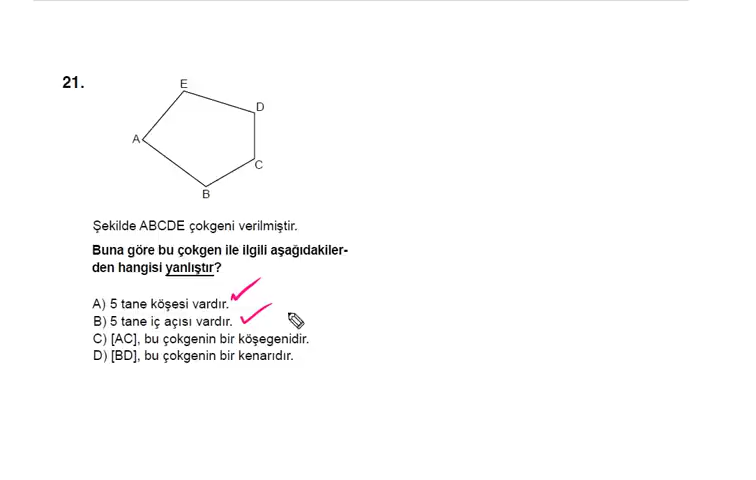 21.
E
D
A
C
B
Şekilde ABCDE çokgeni verilmiştir.
Buna göre bu çokgen ile ilgili aşağıdakiler-
den hangisi yanlıştır?
A) 5 tane köşesi vardır.
B) 5 tane iç açısı vardır.
C) [AC], bu çokgenin bir köşegenidir.
D) [BD], bu çokgenin bir kenarıdır.